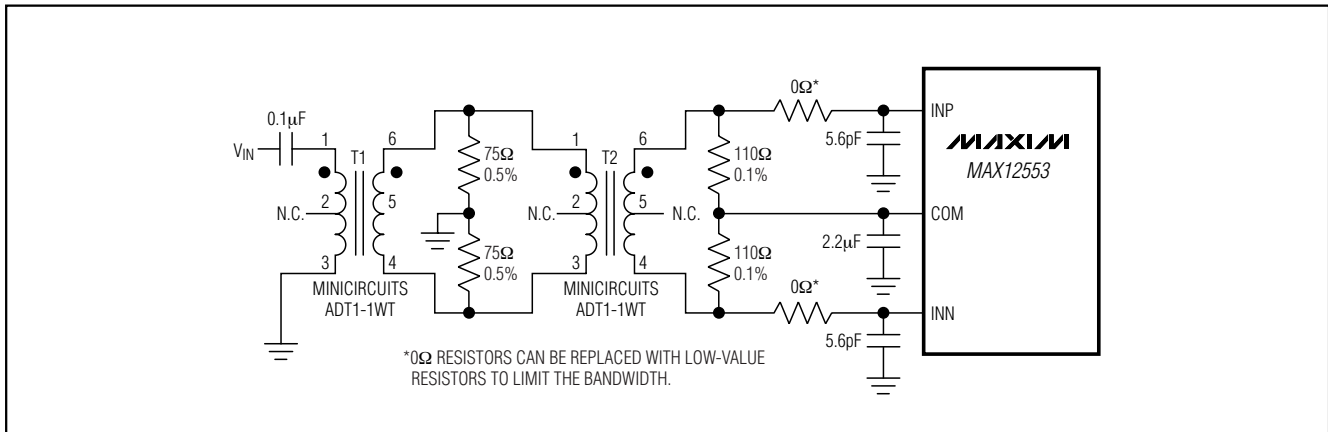 0Ω*
0.1µF
VIN
1
T1
6
2
5
N.C.
3
4
MINICIRCUITS
ADT1-1WT
75Ω
0.5%
75Ω
0.5%
1
T2
6
N.C.
2
5
N.C.
3
4
MINICIRCUITS
ADT1-1WT
110Ω
0.1%
110Ω
0.1%
0Ω*
5.6pF
2.2µF
5.6pF
INP
MAXIM
MAX12553
COM
INN
*0Ω RESISTORS CAN BE REPLACED WITH LOW-VALUE
RESISTORS TO LIMIT THE BANDWIDTH.